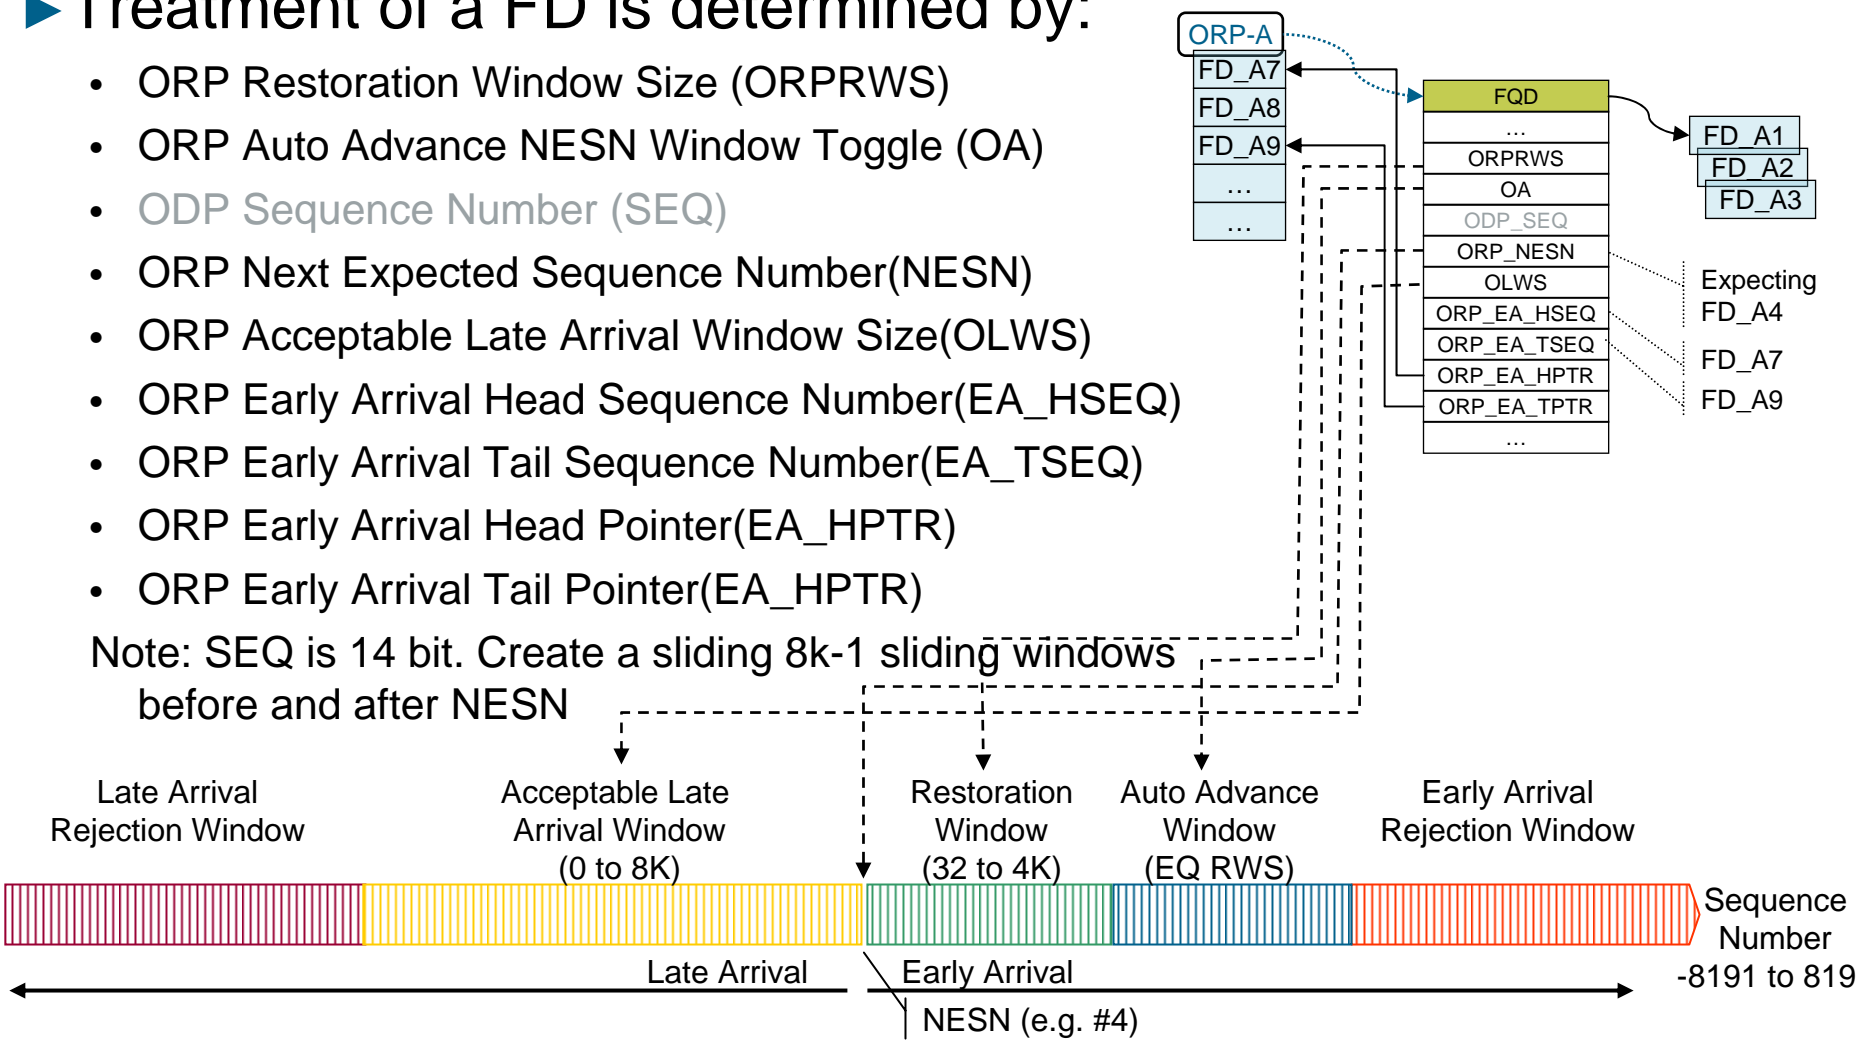 ►Treatment of a FD is determined by:
• ORP Restoration Window Size (ORPRWS)
• ORP Auto Advance NESN Window Toggle (OA)
• ODP Sequence Number (SEQ)
• ORP Next Expected Sequence Number(NESN)
• ORP Acceptable Late Arrival Window Size(OLWS)
• ORP Early Arrival Head Sequence Number(EA_HSEQ)
• ORP Early Arrival Tail Sequence Number(EA_TSEQ)
• ORP Early Arrival Head Pointer(EA_HPTR)
• ORP Early Arrival Tail Pointer(EA_HPTR)
Note: SEQ is 14 bit. Create a sliding 8k-1 sliding windows
before and after NESN
ORP-A
FD_A7
FD_A8
FD_A9
…
…
FQD
…
ORPRWS
OA
ODP_SEQ
ORP_NESN
OLWS
ORP_EA_HSEQ
ORP_EA_TSEQ
ORP_EA_HPTR
ORP_EA_TPTR
…
FD_A1
FD_A2
FD_A3
Expecting
FD_A4
FD_A7
FD_A9
Late Arrival
Rejection Window
Acceptable Late
Arrival Window
(0 to 8K)
Restoration
Window
(32 to 4K)
Auto Advance
Window
(EQ RWS)
Early Arrival
Rejection Window
Sequence
Number
-8191 to 819
Late Arrival
Early Arrival
NESN (e.g. #4)